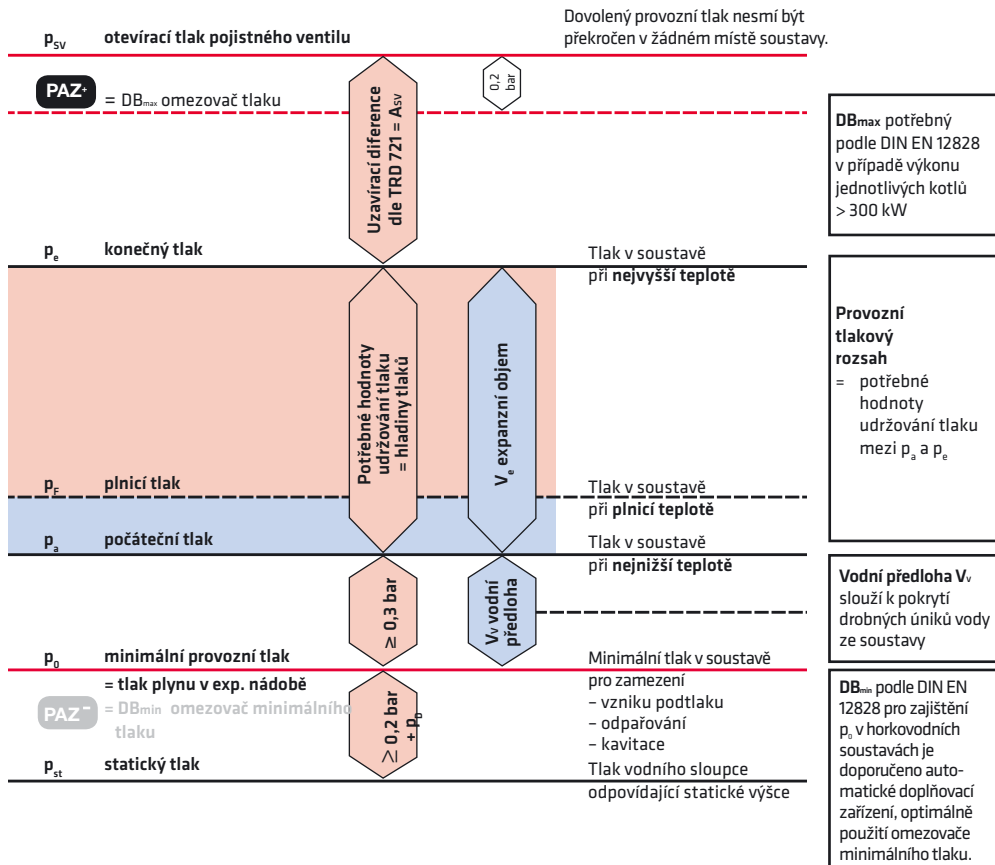 p_SV otevírací tlak pojistného ventilu
Dovolený provozní tlak nesmí být
překročen v žádném místě soustavy.
PAZ+ = DBmax omezovač tlaku
0,2
bar
Uzavírací diference
dle TRD 721 = A_SV
DBmax potřebný
podle DIN EN 12828
v případě výkonu
jednotlivých kotlů
> 300 kW
p_e konečný tlak
Tlak v soustavě
při nejvyšší teplotě
Potřebné hodnoty
udržování tlaku
= hladiny tlaků
V_e expanzní objem
Provozní
tlakový
rozsah
= potřebné
hodnoty
udržování tlaku
mezi p_a a p_e
p_F plnicí tlak
Tlak v soustavě
při plnicí teplotě
p_a počáteční tlak
Tlak v soustavě
při nejnižší teplotě
≥ 0,3 bar
Vv vodní
předloha
Vodní předloha Vv
slouží k pokrytí
drobných úniků vody
ze soustavy
p_0 minimální provozní tlak
= tlak plynu v exp. nádobě
PAZ- = DBmin omezovač minimálního
tlaku
≥ 0,2 bar
+ p_D
Minimální tlak v soustavě
pro zamezení
– vzniku podtlaku
– odpařování
– kavitace
DBmin podle DIN EN
12828 pro zajištění
p_0 v horkovodních
soustavách je
doporučeno auto-
matické doplňovací
zařízení, optimálně
použití omezovače
minimálního tlaku.
p_st statický tlak
Tlak vodního sloupce
odpovídající statické výšce